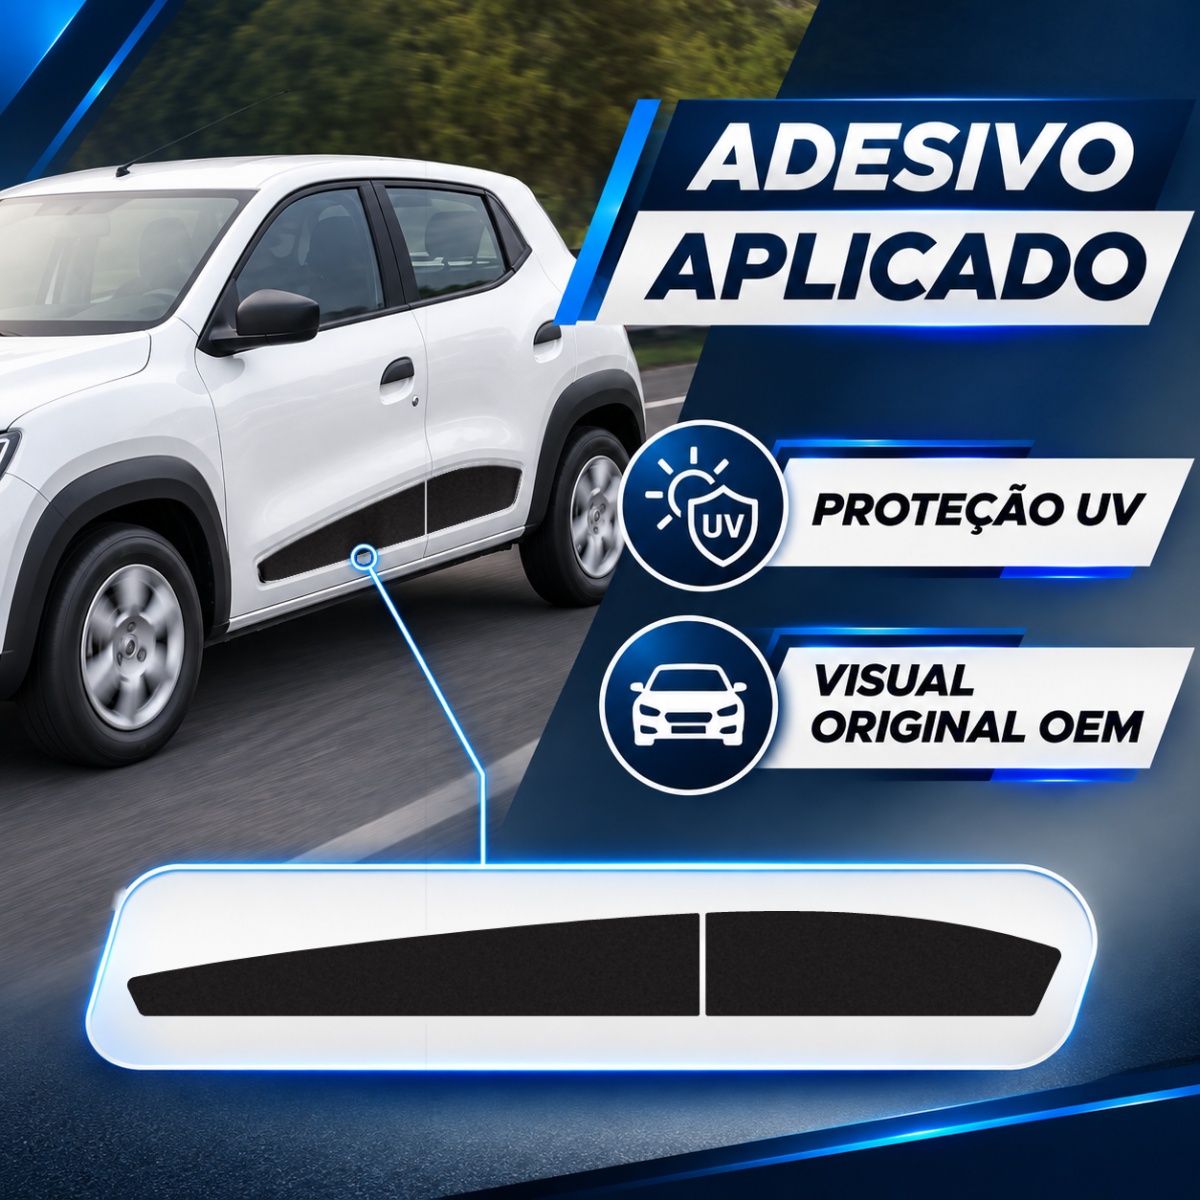 ADESIVO
APLICADO
UV
PROTEÇÃO UV
VISUAL
ORIGINAL OEM